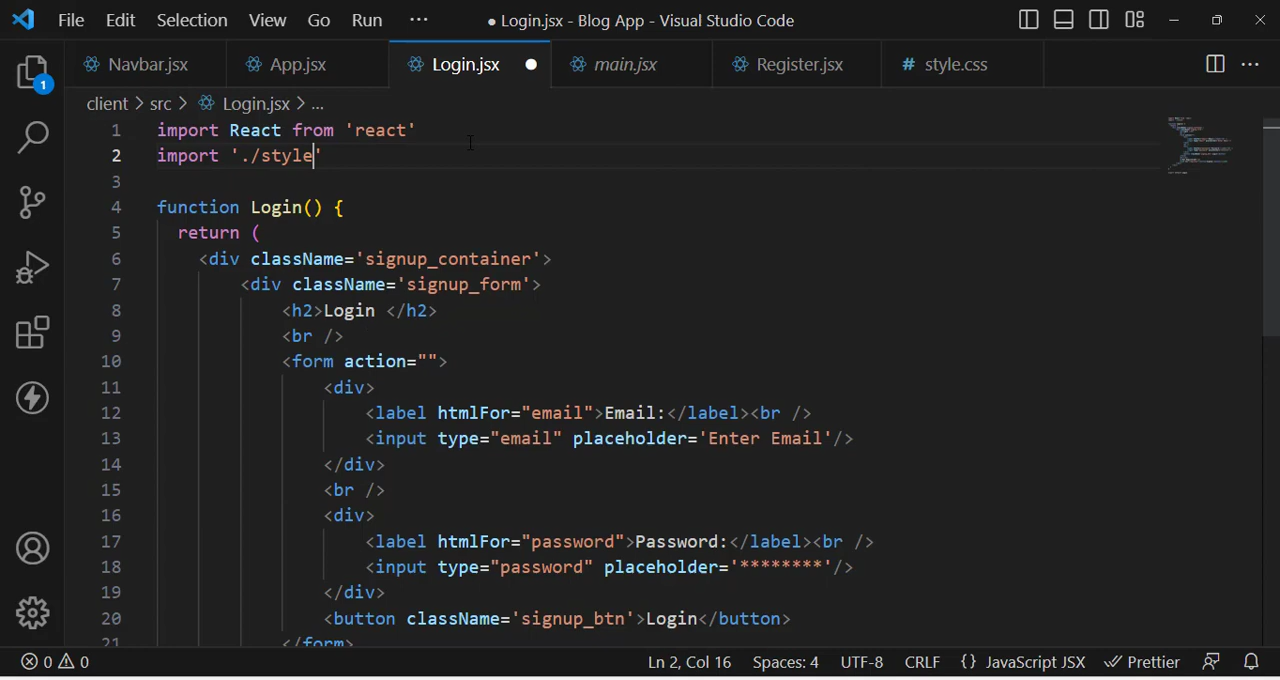 File Edit Selection View Go Run ··· ● Login.jsx - Blog App - Visual Studio Code
Navbar.jsx App.jsx Login.jsx ● main.jsx Register.jsx # style.css ···
client > src > Login.jsx > ...
1 import React from 'react'
2 import './style'
3
4 function Login() {
5 return (
6 <div className='signup_container'>
7 <div className='signup_form'>
8 <h2>Login </h2>
9 <br />
10 <form action="">
11 <div>
12 <label htmlFor="email">Email:</label><br />
13 <input type="email" placeholder='Enter Email'/>
14 </div>
15 <br />
16 <div>
17 <label htmlFor="password">Password:</label><br />
18 <input type="password" placeholder='********'/>
19 </div>
20 <button className='signup_btn'>Login</button>
21 </form>
1
0 0 Ln 2, Col 16 Spaces: 4 UTF-8 CRLF {} JavaScript JSX Prettier